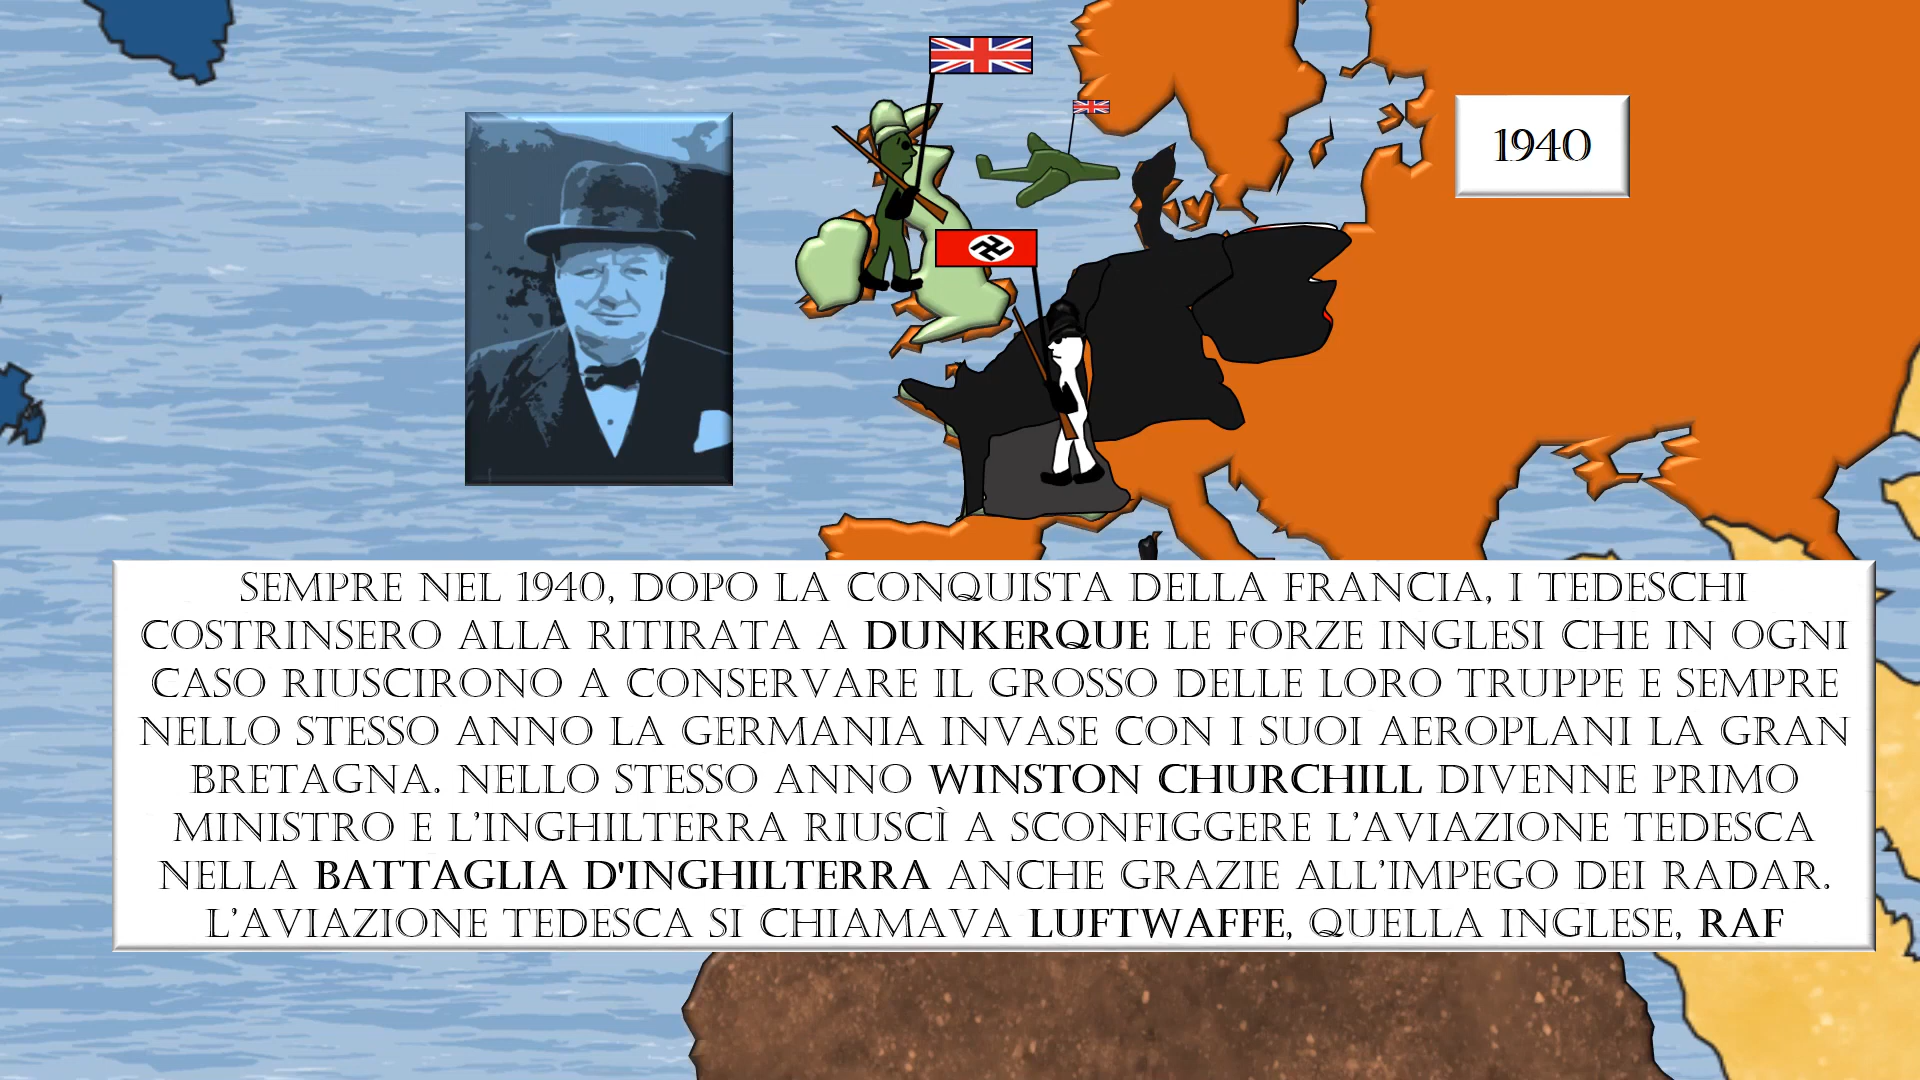 1940
SEMPRE NEL 1940, DOPO LA CONQUISTA DELLA FRANCIA, I TEDESCHI
COSTRINSERO ALLA RITIRATA A DUNKERQUE LE FORZE INGLESI CHE IN OGNI
CASO RIUSCIRONO A CONSERVARE IL GROSSO DELLE LORO TRUPPE E SEMPRE
NELLO STESSO ANNO LA GERMANIA INVASE CON I SUOI AEROPLANI LA GRAN
BRETAGNA. NELLO STESSO ANNO WINSTON CHURCHILL DIVENNE PRIMO
MINISTRO E L'INGHILTERRA RIUSCÌ A SCONFIGGERE L'AVIAZIONE TEDESCA
NELLA BATTAGLIA D'INGHILTERRA ANCHE GRAZIE ALL'IMPEGO DEI RADAR.
L'AVIAZIONE TEDESCA SI CHIAMAVA LUFTWAFFE, QUELLA INGLESE, RAF